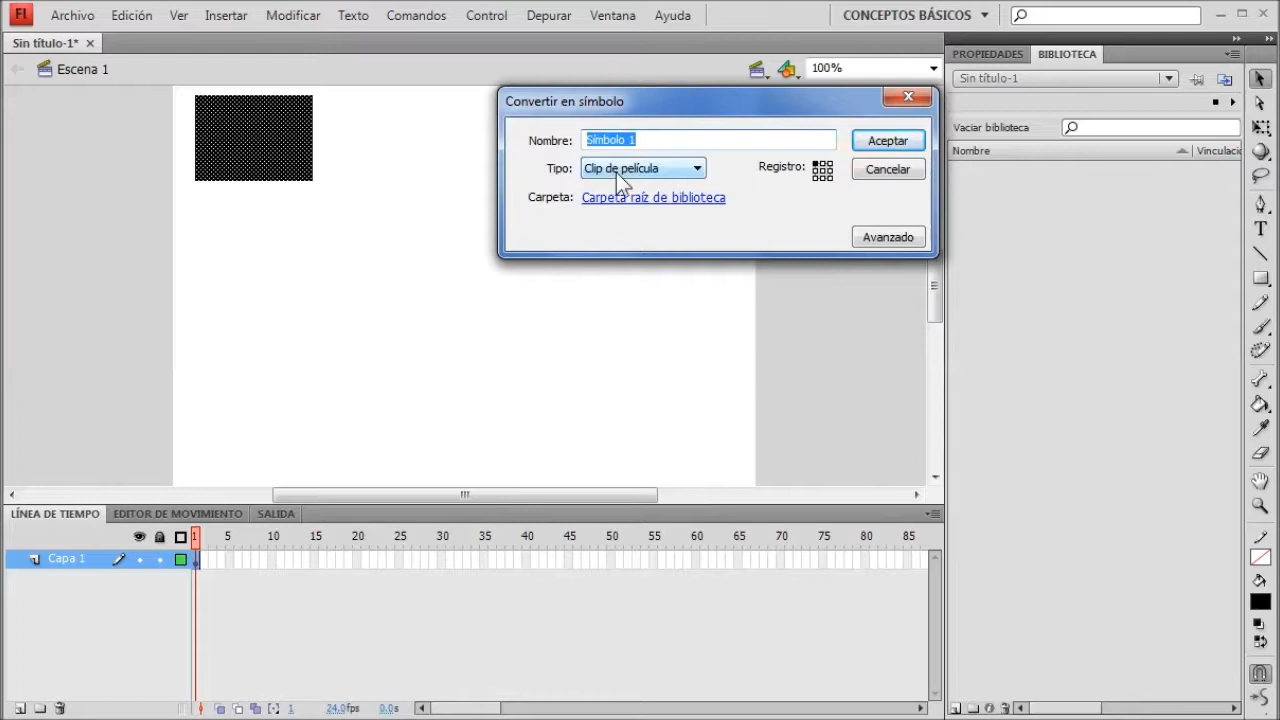 Fl Archivo Edición Ver Insertar Modificar Texto Comandos Control Depurar Ventana Ayuda CONCEPTOS BÁSICOS
Sin título-1*
Escena 1 100%
Convertir en símbolo
Nombre: Símbolo 1 Aceptar
Tipo: Clip de película Registro: Cancelar
Carpeta: Carpeta raíz de biblioteca
Avanzado
PROPIEDADES BIBLIOTECA
Sin título-1
Vaciar biblioteca
Nombre Vinculació
LÍNEA DE TIEMPO EDITOR DE MOVIMIENTO SALIDA
1 5 10 15 20 25 30 35 40 45 50 55 60 65 70 75 80 85
Capa 1
1 24.0fps 0.0s